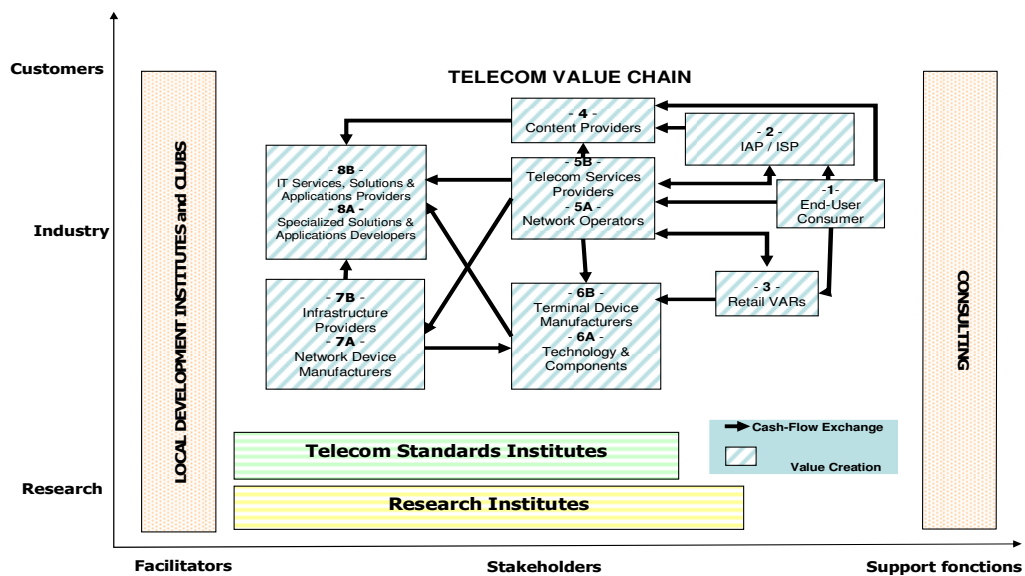 Customers
Industry
Research
LOCAL DEVELOPMENT INSTITUTES and CLUBS
TELECOM VALUE CHAIN
- 4 -
Content Providers
- 2 -
IAP / ISP
- 8B -
IT Services, Solutions &
Applications Providers
- 8A -
Specialized Solutions &
Applications Developers
- 5B -
Telecom Services
Providers
- 5A -
Network Operators
-1-
End-User
Consumer
- 7B -
Infrastructure
Providers
- 7A -
Network Device
Manufacturers
- 6B -
Terminal Device
Manufacturers
- 6A -
Technology &
Components
- 3 -
Retail VARs
CONSULTING
Telecom Standards Institutes
Research Institutes
Cash-Flow Exchange
Value Creation
Facilitators
Stakeholders
Support fonctions